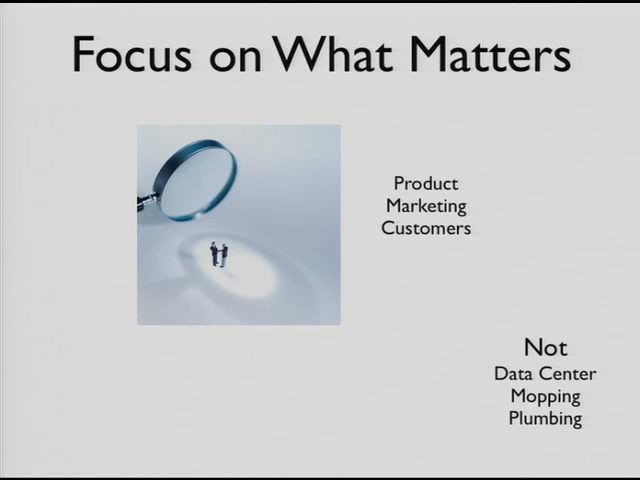 Focus on What Matters
Product
Marketing
Customers
Not
Data Center
Mopping
Plumbing